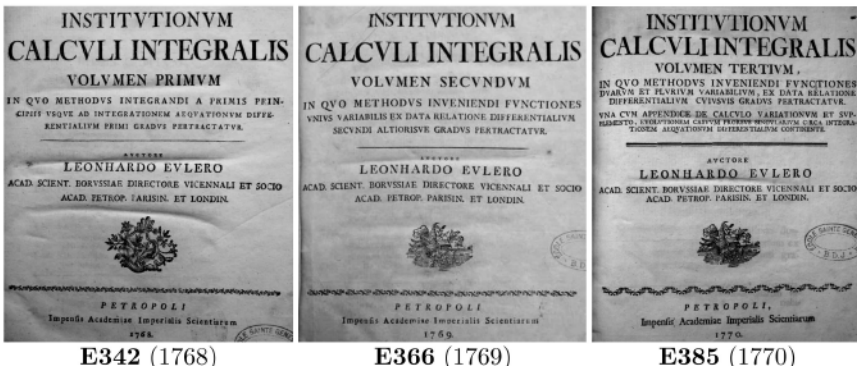 INSTITVTIONVM
CALCVLI INTEGRALIS
VOLVMEN PRIMVM
IN QVO METHODVS INTEGRANDI A PRIMIS PRIN-
CIPIIS VSQVE AD INTEGRATIONEM AEQVATIONVM DIFFE-
RENTIALIVM PRIMI GRADVS PERTRACTATVR.
AVCTORE
LEONHARDO EVLERO
ACAD. SCIENT. BORVSSIAE DIRECTORE VICENNALI ET SOCIO
ACAD. PETROP. PARISIN. ET LONDIN.
PETROPOLI
Impensis Academiae Imperialis Scientiarum
1768.
E342 (1768)
INSTITVTIONVM
CALCVLI INTEGRALIS
VOLVMEN SECVNDVM
IN QVO METHODVS INVENIENDI FVNCTIONES
VNIVS VARIABILIS EX DATA RELATIONE DIFFERENTIALIVM
SECVNDI ALTIORISVE GRADVS PERTRACTATVR.
AVCTORE
LEONHARDO EVLERO
ACAD. SCIENT. BORVSSIAE DIRECTORE VICENNALI ET SOCIO
ACAD. PETROP. PARISIN. ET LONDIN.
B.D.J.
PETROPOLI
Impensis Academiae Imperialis Scientiarum
1769.
E366 (1769)
INSTITVTIONVM
CALCVLI INTEGRALIS
VOLVMEN TERTIVM,
IN QVO METHODVS INVENIENDI FVNCTIONES
DVARVM ET PLVRIVM VARIABILIVM, EX DATA RELATIONE
DIFFERENTIALIVM CVIVSVIS GRADVS PERTRACTATVR.
VNA CVM APPENDICE DE CALCVLO VARIATIONVM ET SVP-
PLEMENTO, EVOLVTIONEM CASVVM PRORSVS SINGVLARIVM CIRCA INTEGRA-
TIONEM AEQVATIONVM DIFFERENTIALIVM CONTINENTE.
AVCTORE
LEONHARDO EVLERO
ACAD. SCIENT. BORVSSIAE DIRECTORE VICENNALI ET SOCIO
ACAD. PETROP. PARISIN. ET LONDIN.
SAINTE
B.D.J.
PETROPOLI,
Impensis Academiae Imperialis Scientiarum
1770.
E385 (1770)